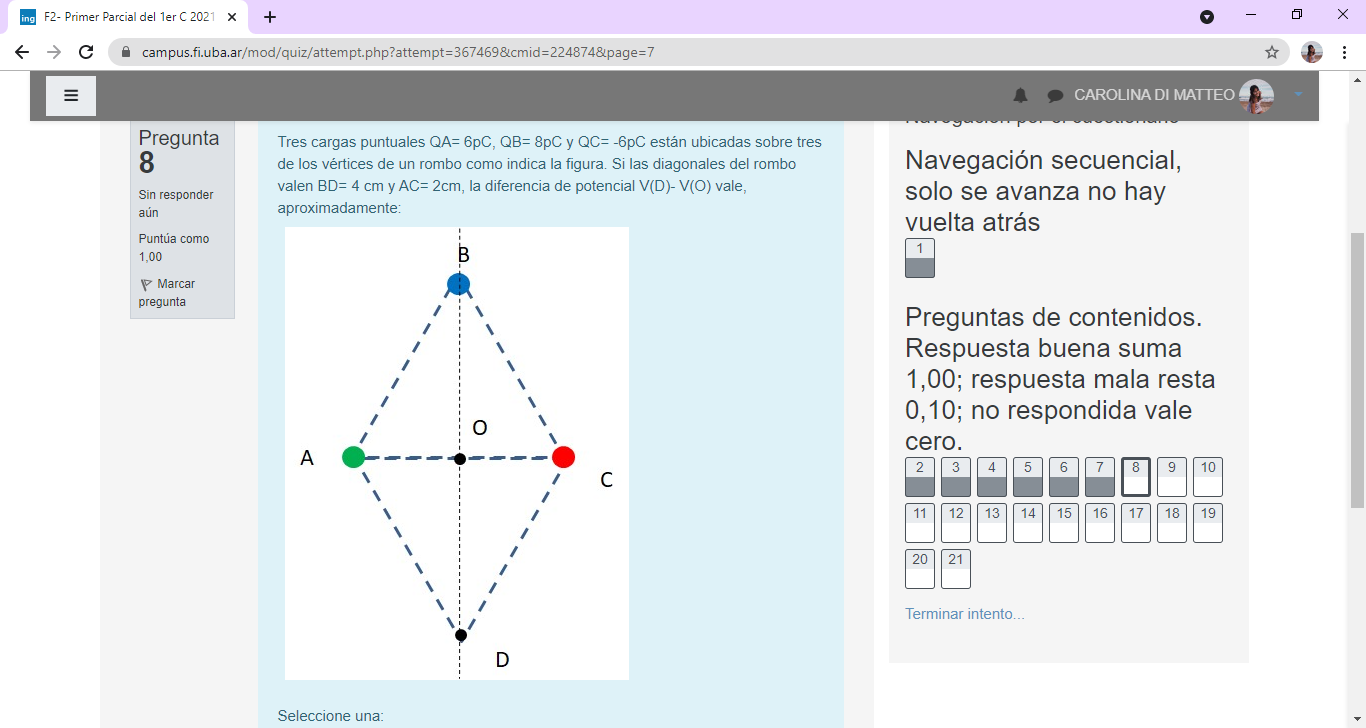 F2- Primer Parcial del 1er C 2021
campus.fi.uba.ar/mod/quiz/attempt.php?attempt=367469&cmid=224874&page=7
CAROLINA DI MATTEO
Pregunta
8
Sin responder
aún
Puntúa como
1,00
Marcar
pregunta
Tres cargas puntuales QA= 6pC, QB= 8pC y QC= -6pC están ubicadas sobre tres
de los vértices de un rombo como indica la figura. Si las diagonales del rombo
valen BD= 4 cm y AC= 2cm, la diferencia de potencial V(D)- V(O) vale,
aproximadamente:
B
O
A
C
D
Seleccione una:
Navegación por el cuestionario
Navegación secuencial,
solo se avanza no hay
vuelta atrás
1
Preguntas de contenidos.
Respuesta buena suma
1,00; respuesta mala resta
0,10; no respondida vale
cero.
2 3 4 5 6 7 8 9 10
11 12 13 14 15 16 17 18 19
20 21
Terminar intento...